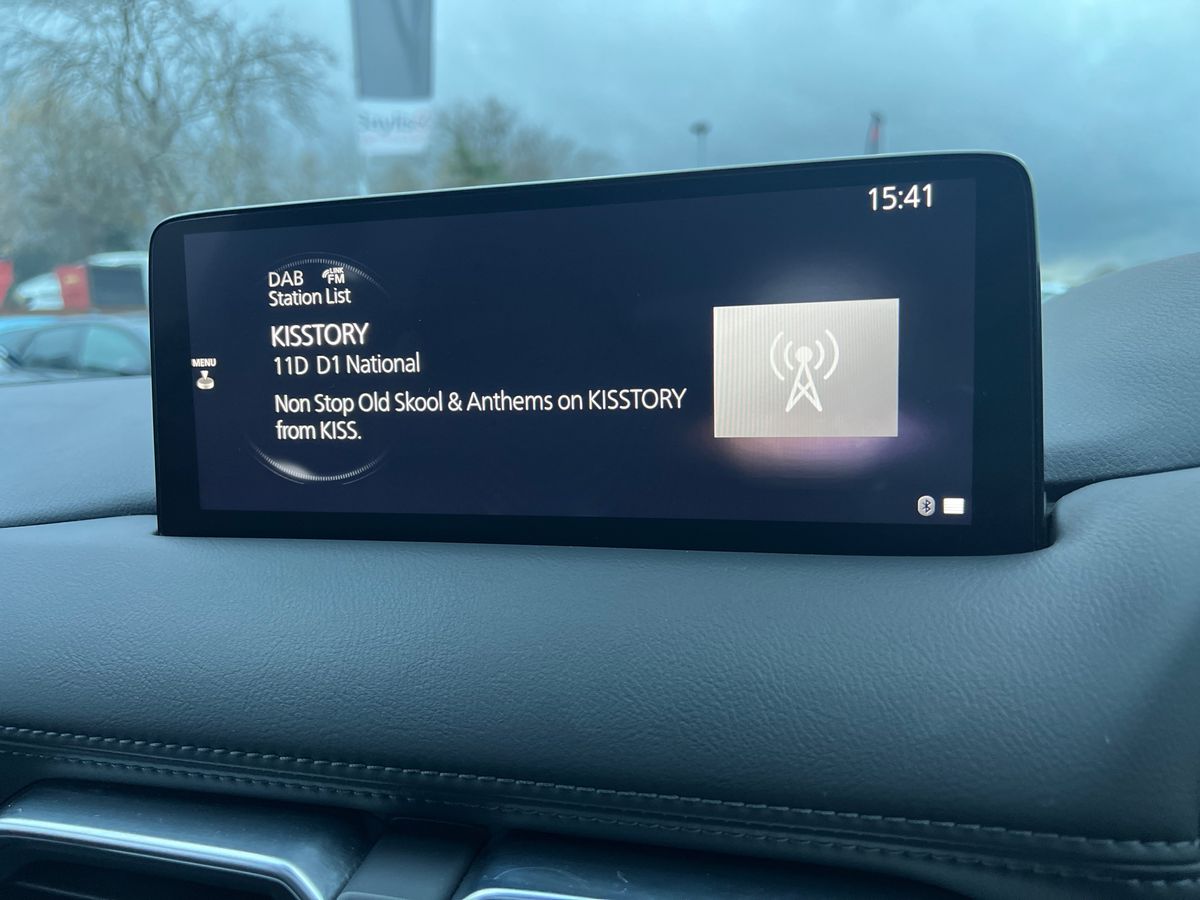 15:41
DAB LINK FM
Station List
KISSTORY
11D D1 National
MENU
Non Stop Old Skool & Anthems on KISSTORY
from KISS.